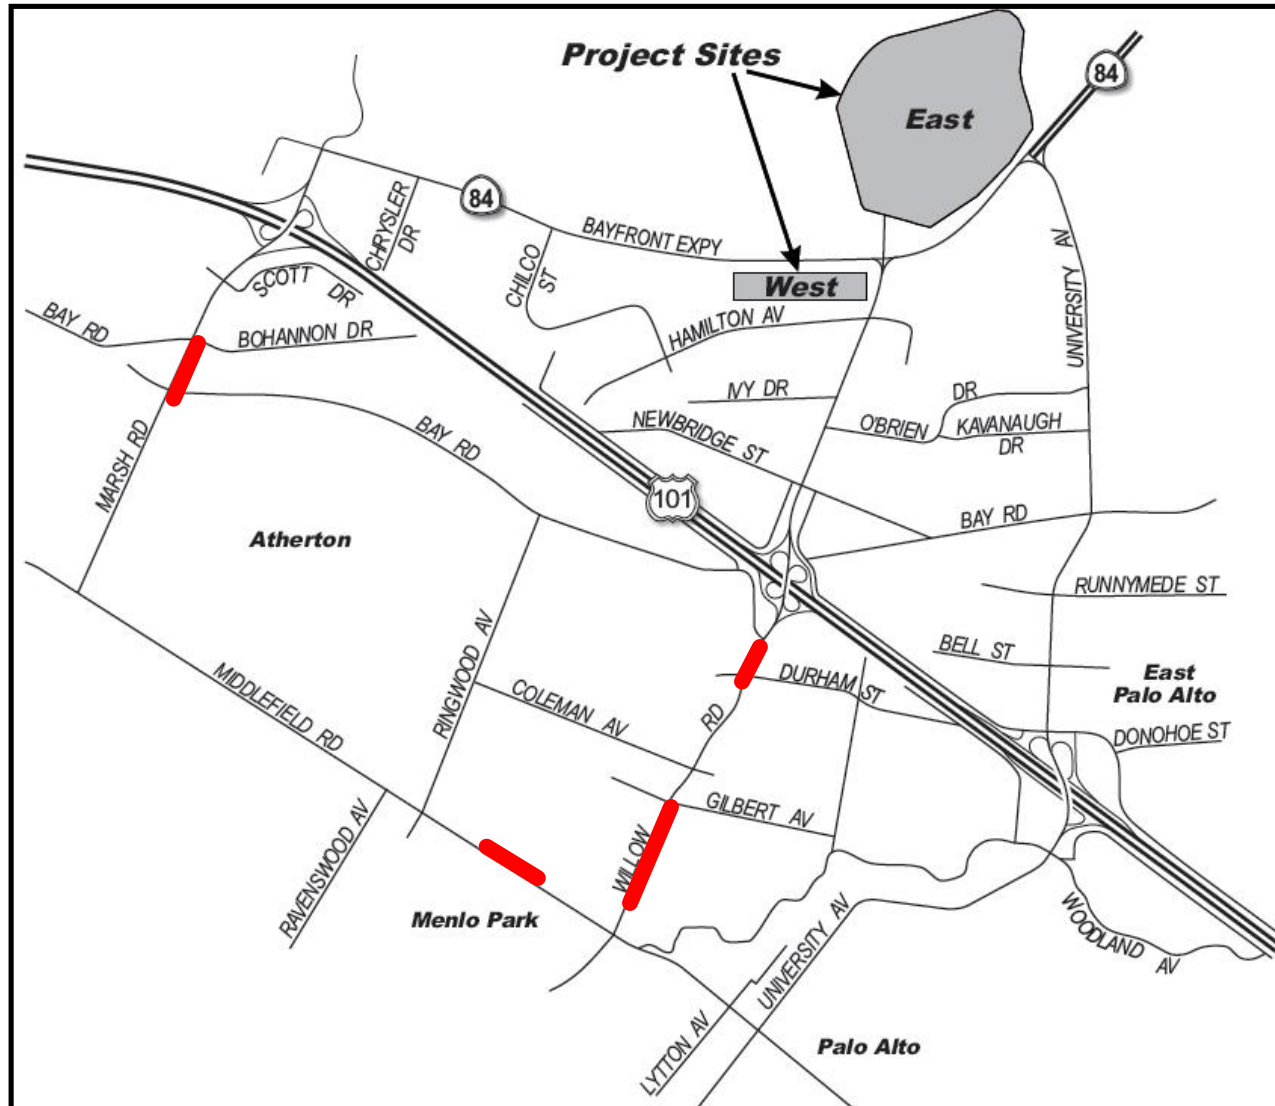 Project Sites
East
84
84
CHRYSLER
DR
BAYFRONT EXPY
UNIVERSITY AV
CHILCO
ST
SCOTT
DR
West
BAY RD
BOHANNON DR
HAMILTON AV
IVY DR
DR
NEWBRIDGE ST
O'BRIEN
KAVANAUGH
DR
BAY RD
MARSH RD
101
BAY RD
Atherton
RUNNYMEDE ST
BELL ST
East
Palo Alto
DURHAM ST
RINGWOOD AV
MIDDLEFIELD RD
COLEMAN AV
RD
DONOHOE ST
GILBERT AV
WILLOW
RAVENSWOOD AV
Menlo Park
UNIVERSITY AV
WOODLAND AV
LYTTON AV
Palo Alto